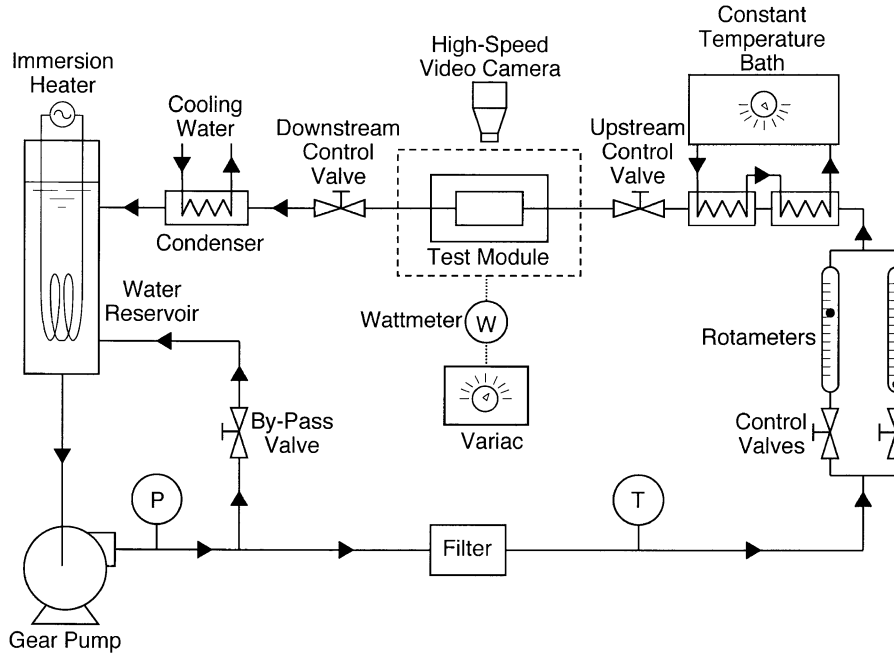 Constant
Temperature
Bath
High-Speed
Video Camera
Immersion
Heater
Cooling
Water
Downstream
Control
Valve
Upstream
Control
Valve
Condenser
Test Module
Water
Reservoir
Wattmeter
W
Rotameters
By-Pass
Valve
Variac
Control
Valves
P
T
Filter
Gear Pump